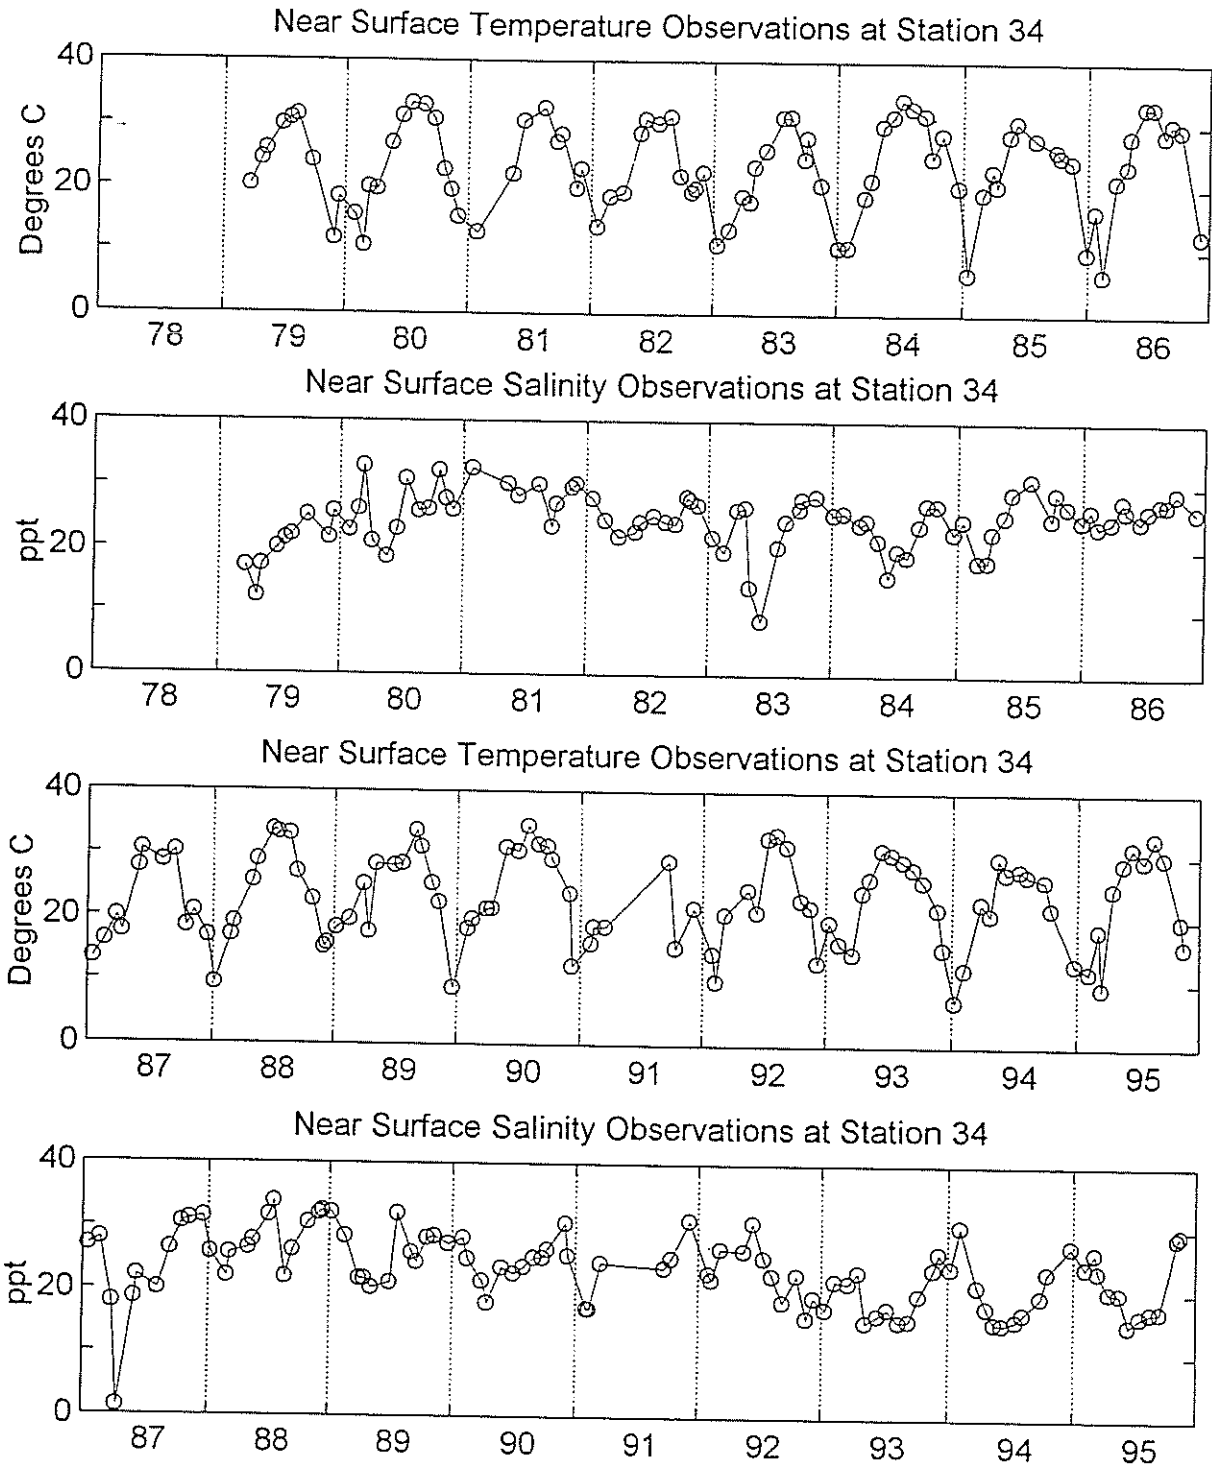 Near Surface Temperature Observations at Station 34
40
20
0
Degrees C
78 79 80 81 82 83 84 85 86
Near Surface Salinity Observations at Station 34
40
20
0
ppt
78 79 80 81 82 83 84 85 86
Near Surface Temperature Observations at Station 34
40
20
0
Degrees C
87 88 89 90 91 92 93 94 95
Near Surface Salinity Observations at Station 34
40
20
0
ppt
87 88 89 90 91 92 93 94 95